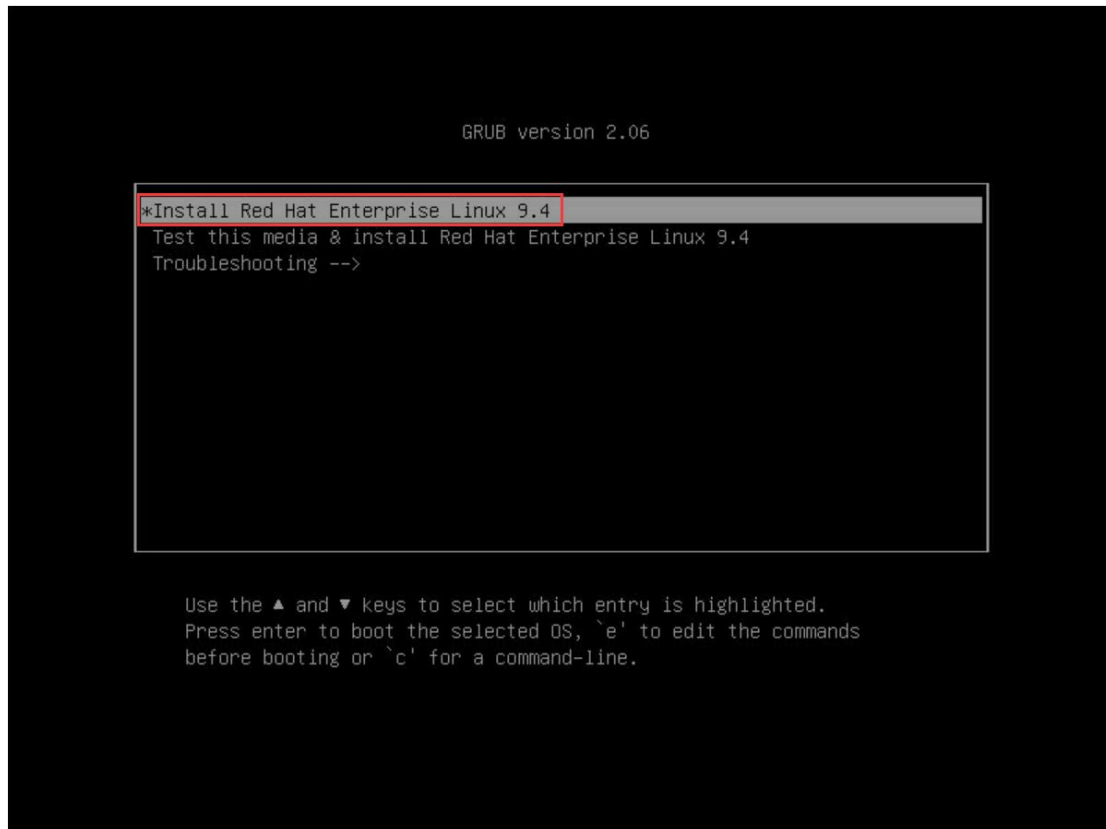 GRUB version 2.06
*Install Red Hat Enterprise Linux 9.4
Test this media & install Red Hat Enterprise Linux 9.4
Troubleshooting -->
Use the ▲ and ▼ keys to select which entry is highlighted.
Press enter to boot the selected OS, `e' to edit the commands
before booting or `c' for a command-line.